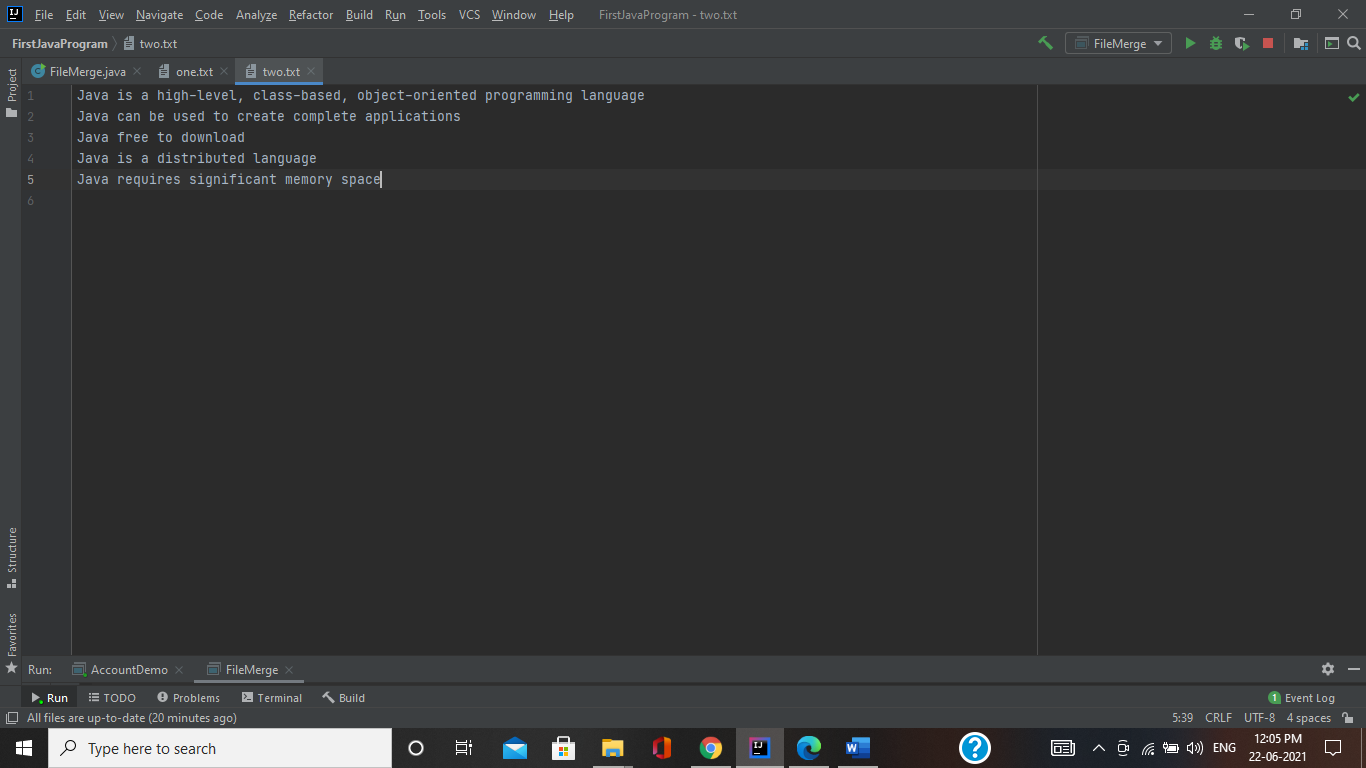 File Edit View Navigate Code Analyze Refactor Build Run Tools VCS Window Help FirstJavaProgram - two.txt
FirstJavaProgram two.txt FileMerge
FileMerge.java one.txt two.txt
Project
1 Java is a high-level, class-based, object-oriented programming language
2 Java can be used to create complete applications
3 Java free to download
4 Java is a distributed language
5 Java requires significant memory space
6
Structure
Favorites
Run: AccountDemo FileMerge
Run TODO Problems Terminal Build 1 Event Log
All files are up-to-date (20 minutes ago) 5:39 CRLF UTF-8 4 spaces
Type here to search ENG 12:05 PM
22-06-2021